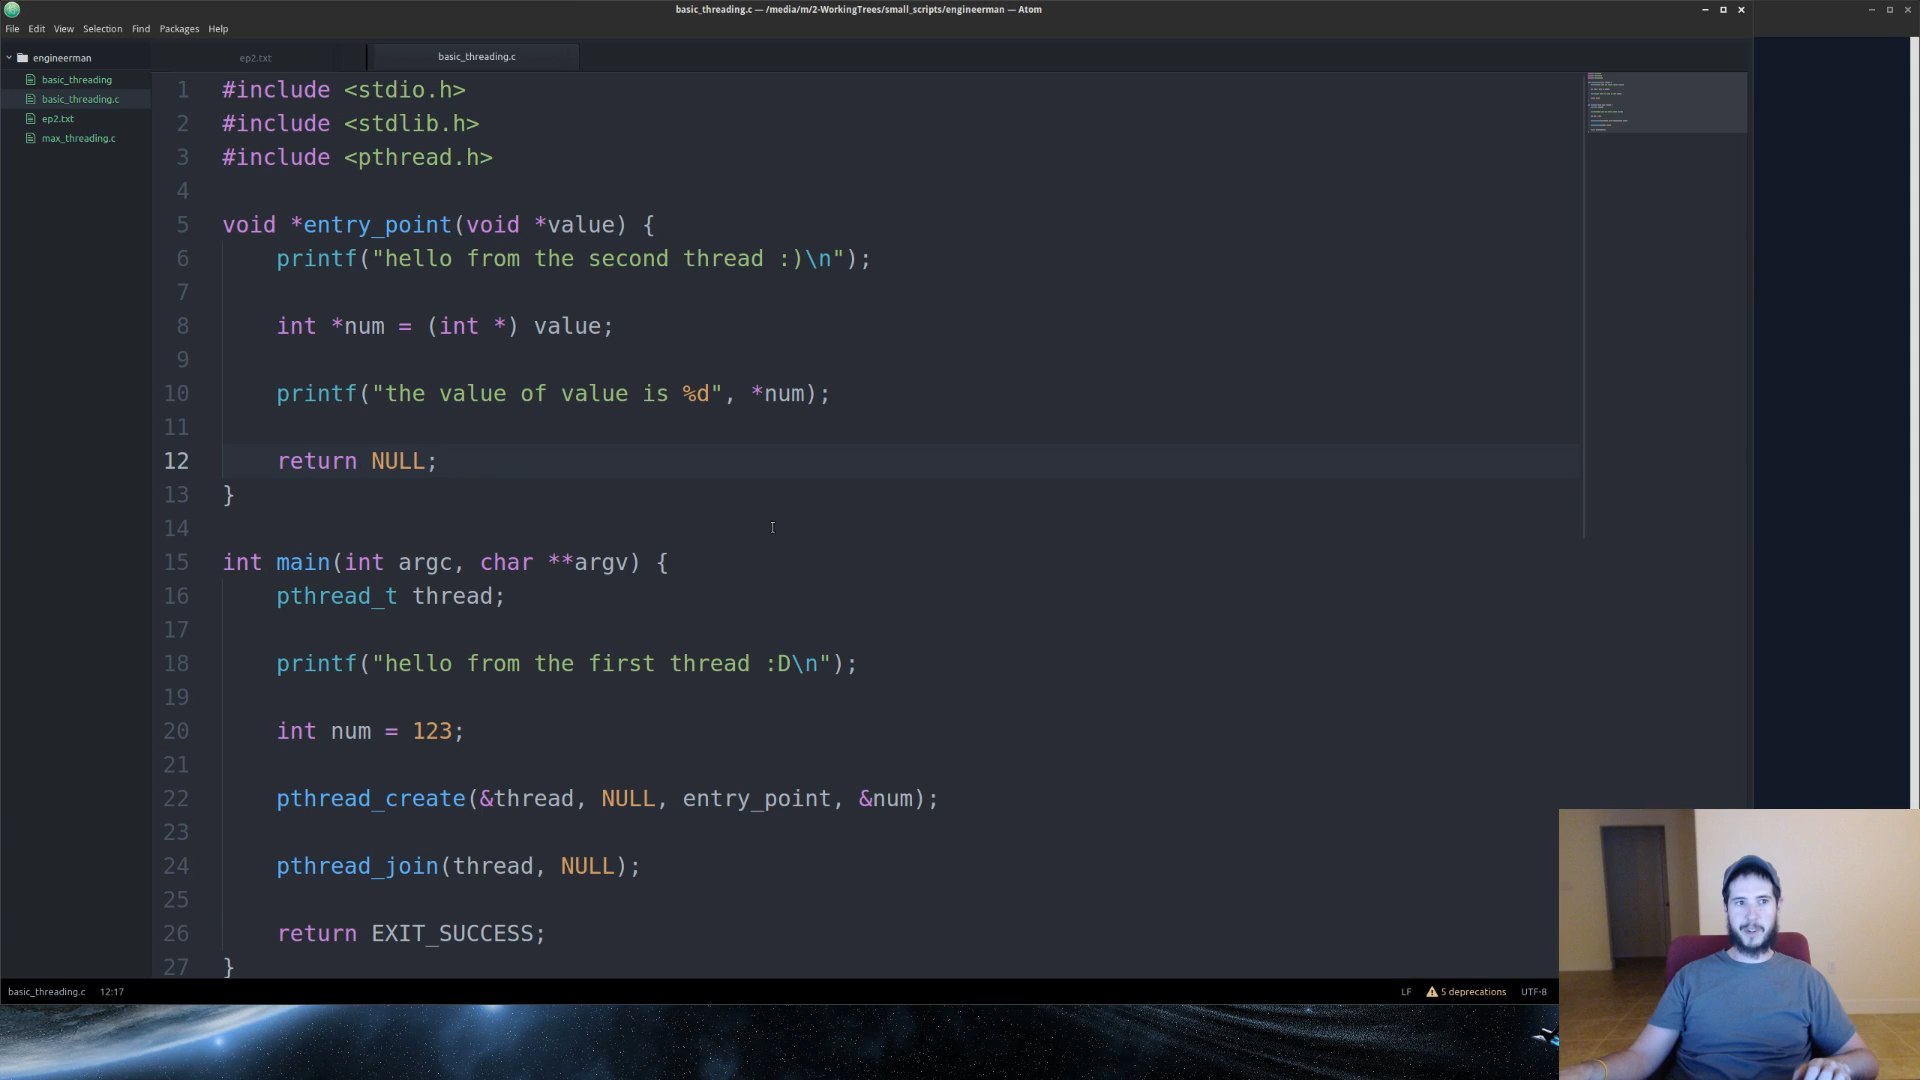 basic_threading.c — /media/m/2-WorkingTrees/small_scripts/engineerman — Atom
File Edit View Selection Find Packages Help
engineerman
basic_threading
basic_threading.c
ep2.txt
max_threading.c
ep2.txt basic_threading.c
1 #include <stdio.h>
2 #include <stdlib.h>
3 #include <pthread.h>
4
5 void *entry_point(void *value) {
6 printf("hello from the second thread :)\n");
7
8 int *num = (int *) value;
9
10 printf("the value of value is %d", *num);
11
12 return NULL;
13 }
14
15 int main(int argc, char **argv) {
16 pthread_t thread;
17
18 printf("hello from the first thread :D\n");
19
20 int num = 123;
21
22 pthread_create(&thread, NULL, entry_point, &num);
23
24 pthread_join(thread, NULL);
25
26 return EXIT_SUCCESS;
27 }
basic_threading.c 12:17 LF 5 deprecations UTF-8